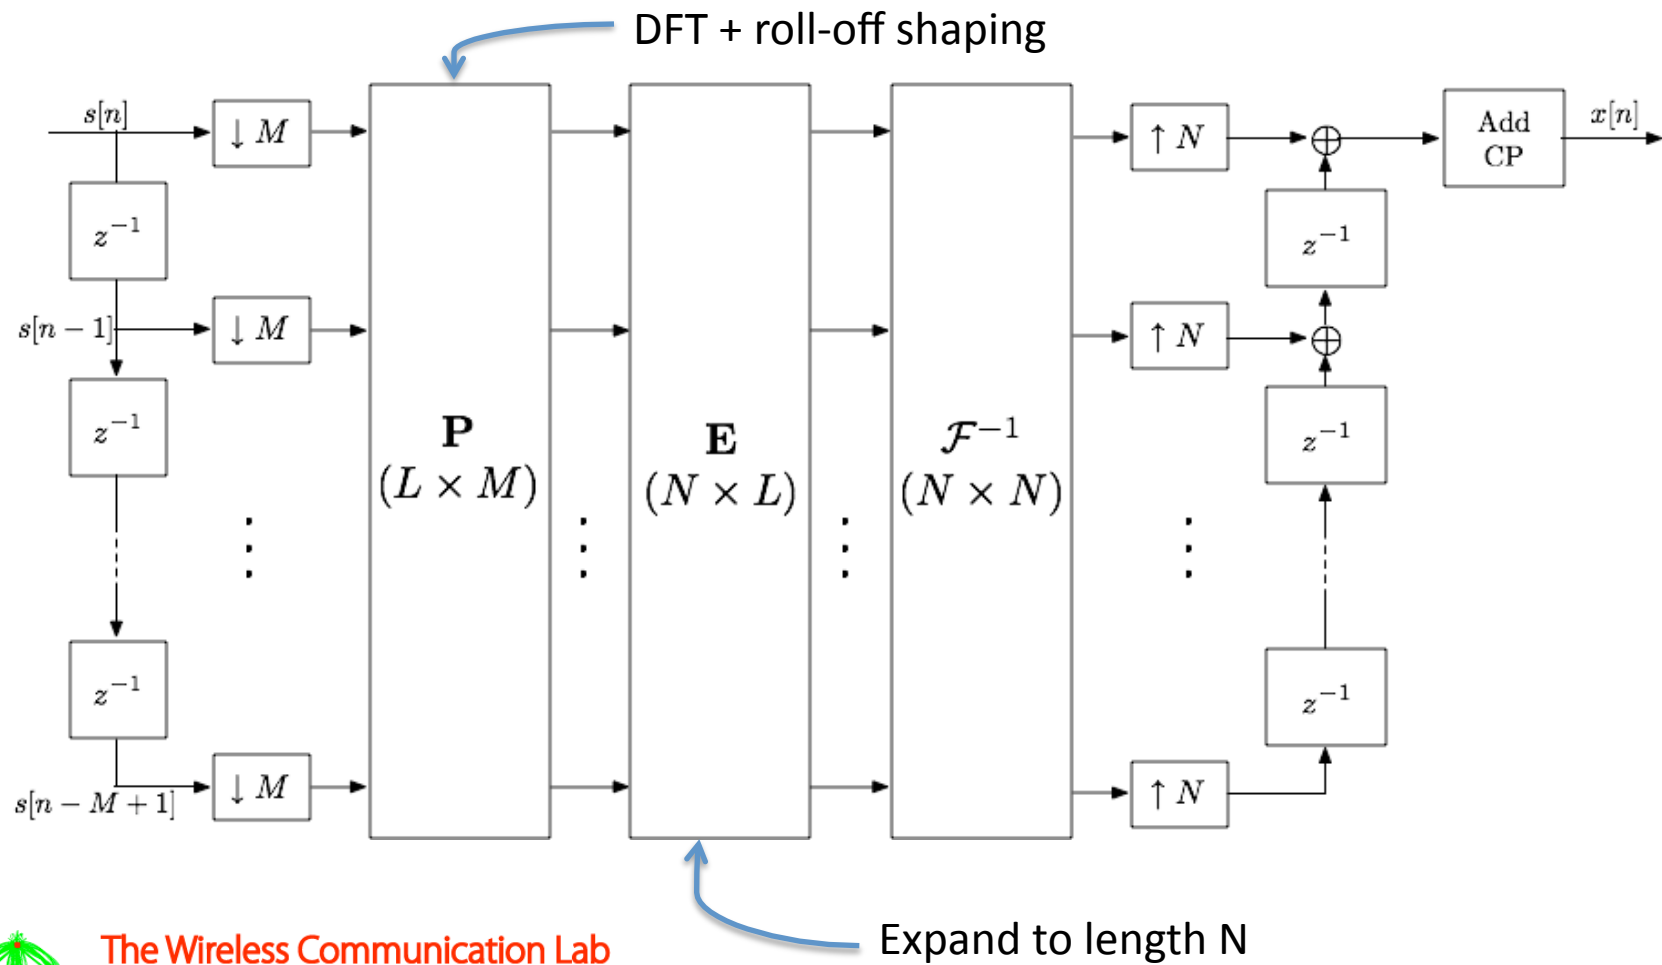 DFT + roll-off shaping
s[n]
↓ M
↑ N
Add
CP
x[n]
z⁻¹
z⁻¹
s[n − 1]
↓ M
↑ N
z⁻¹
z⁻¹
P
(L × M)
E
(N × L)
ℱ⁻¹
(N × N)
z⁻¹
z⁻¹
s[n − M + 1]
↓ M
↑ N
Expand to length N
The Wireless Communication Lab